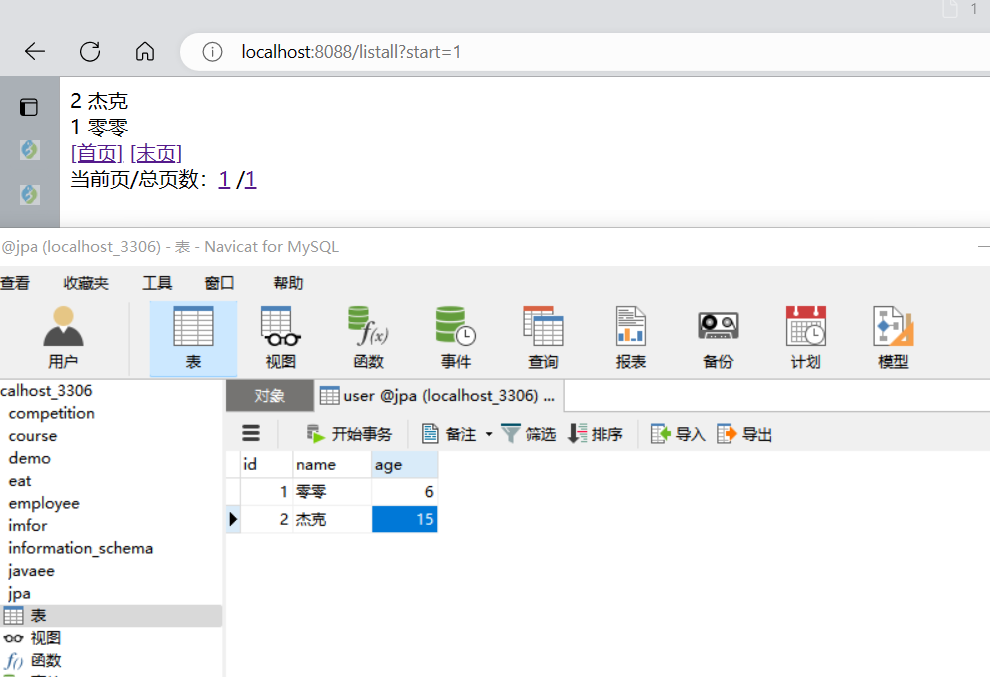 1
localhost:8088/listall?start=1
2 杰克
1 零零
[首页] [末页]
当前页/总页数：1 /1
@jpa (localhost_3306) - 表 - Navicat for MySQL
查看 收藏夹 工具 窗口 帮助
用户 表 视图 函数 事件 查询 报表 备份 计划 模型
calhost_3306
competition
course
demo
eat
employee
imfor
information_schema
javaee
jpa
表
视图
函数
对象 user @jpa (localhost_3306) ...
开始事务 备注 筛选 排序 导入 导出
id name age
1 零零 6
2 杰克 15